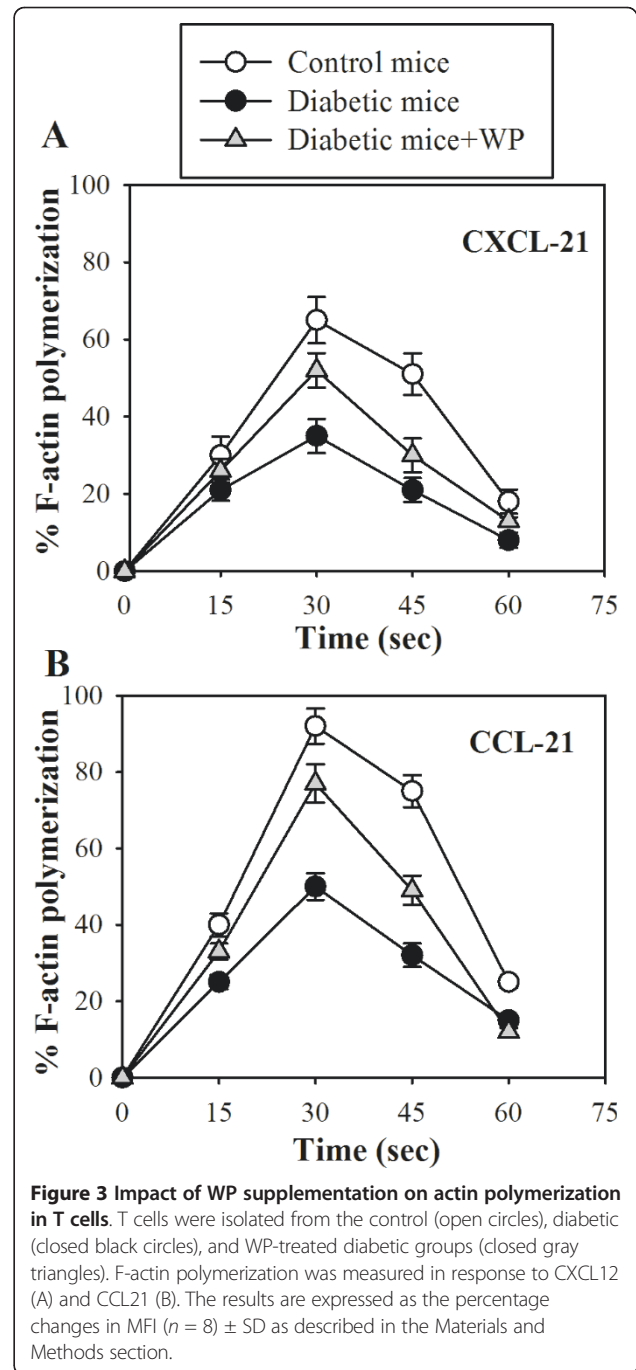 Control mice
Diabetic mice
Diabetic mice+WP
A
100
80
60
40
20
0
% F-actin polymerization
CXCL-21
0 15 30 45 60 75
Time (sec)
B
100
80
60
40
20
0
% F-actin polymerization
CCL-21
0 15 30 45 60 75
Time (sec)
Figure 3 Impact of WP supplementation on actin polymerization
in T cells. T cells were isolated from the control (open circles), diabetic
(closed black circles), and WP-treated diabetic groups (closed gray
triangles). F-actin polymerization was measured in response to CXCL12
(A) and CCL21 (B). The results are expressed as the percentage
changes in MFI (n = 8) ± SD as described in the Materials and
Methods section.